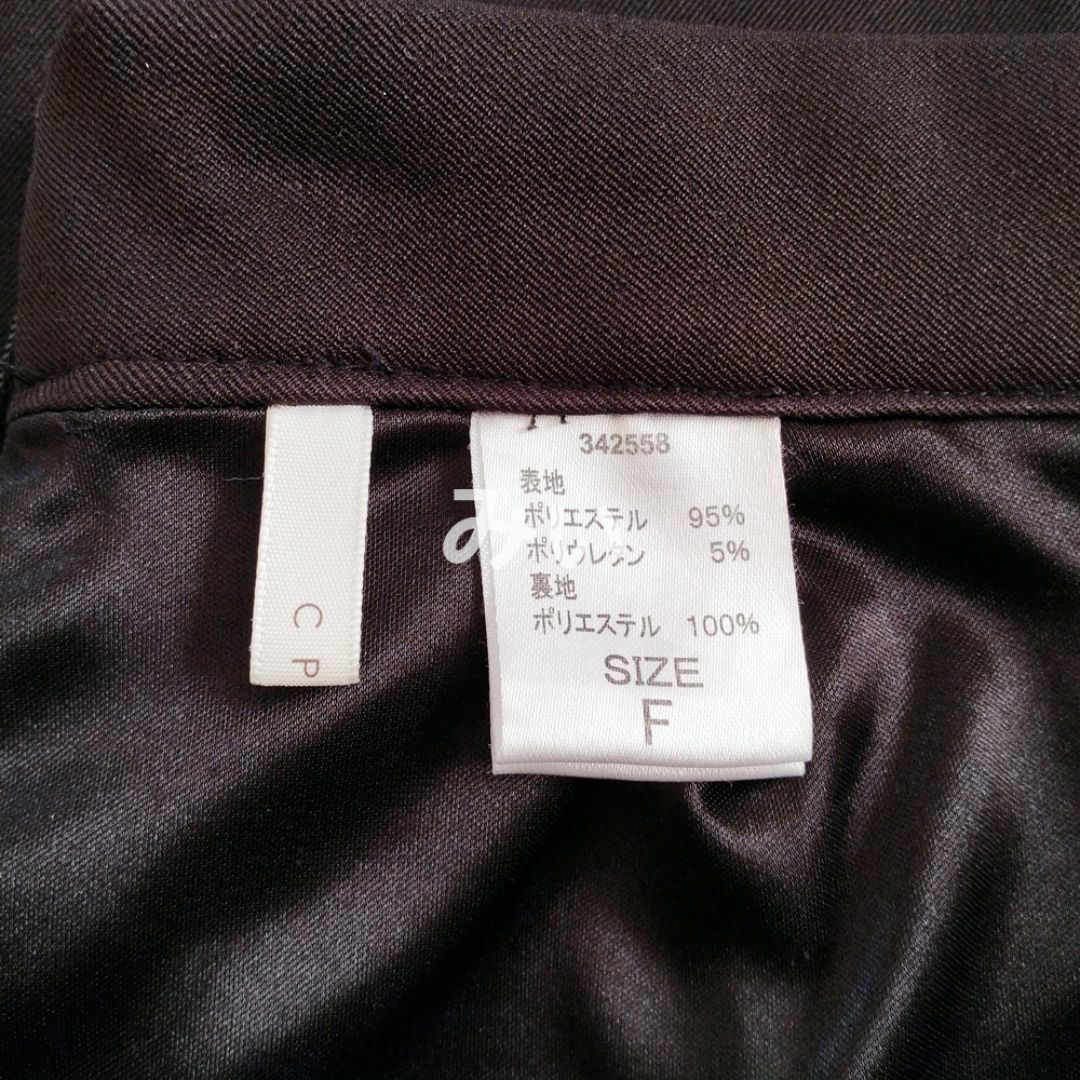 C P
342558
表地
ポリエステル 95%
ポリウレタン 5%
裏地
ポリエステル 100%
SIZE
F
み